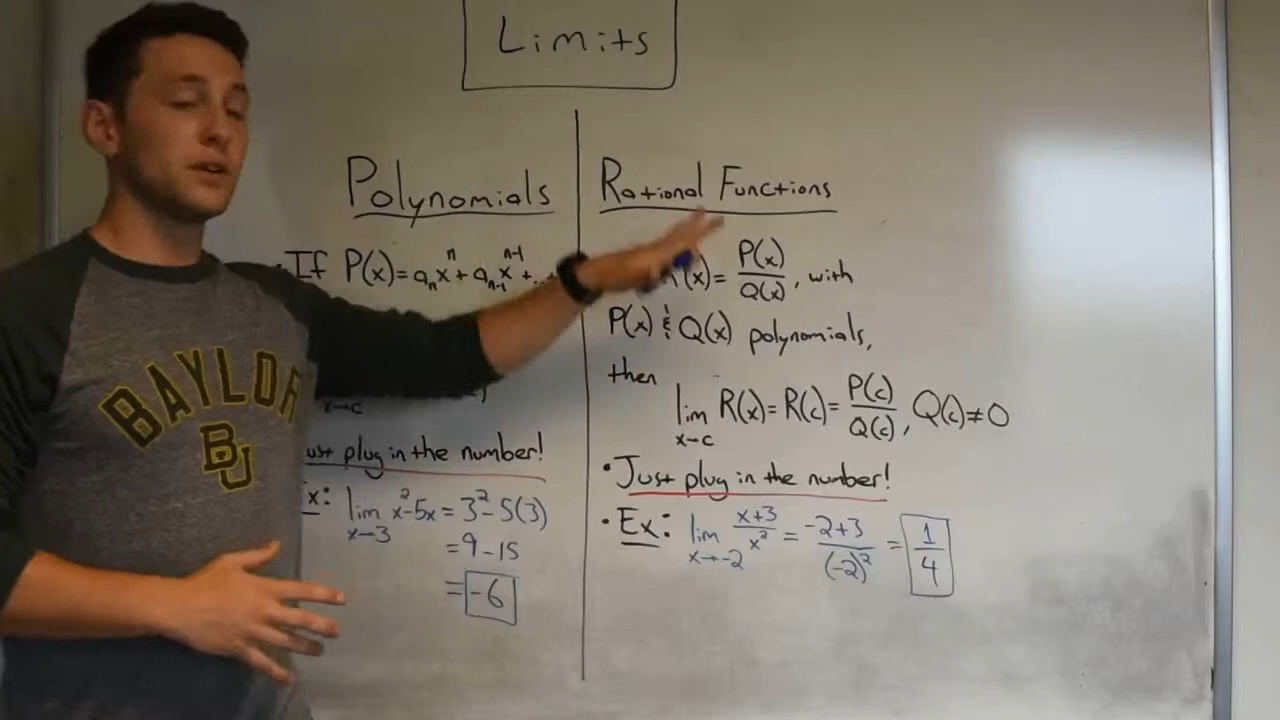 Limits
Polynomials
If P(x)=aₙxⁿ+aₙ₋₁xⁿ⁻¹+...
x→c
ust plug in the number!
x: lim x→3 x²-5x=3²-5(3)
=9-15
=-6
Rational Functions
(x)=P(x)/Q(x), with
P(x) & Q(x) polynomials,
then
lim x→c R(x)=R(c)=P(c)/Q(c), Q(c)≠0
• Just plug in the number!
• Ex: lim x→-2 x+3/x² = -2+3/(-2)² = 1/4
BAYLOR
BU